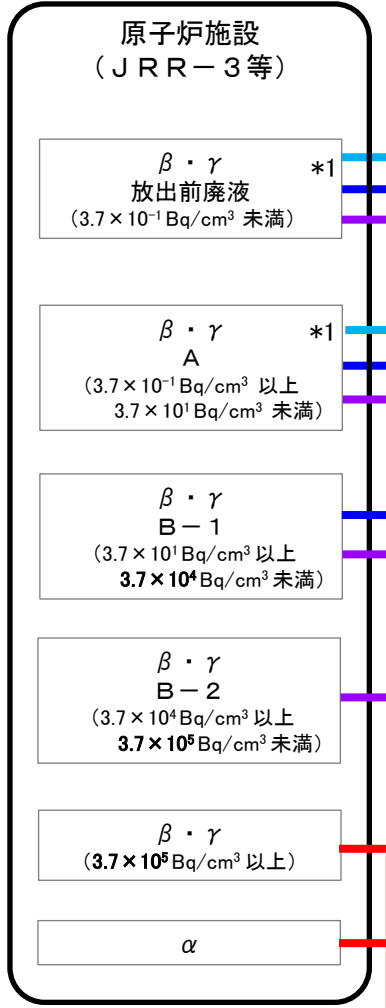 原子炉施設
（ＪＲＲ－３等）
β・γ *1
放出前廃液
（3.7×10⁻¹ Bq/cm³ 未満）
β・γ *1
Ａ
（3.7×10⁻¹ Bq/cm³ 以上
3.7×10¹ Bq/cm³ 未満）
β・γ
Ｂ－１
（3.7×10¹ Bq/cm³ 以上
3.7×10⁴ Bq/cm³ 未満）
β・γ
Ｂ－２
（3.7×10⁴ Bq/cm³ 以上
3.7×10⁵ Bq/cm³ 未満）
β・γ
（3.7×10⁵ Bq/cm³ 以上）
α